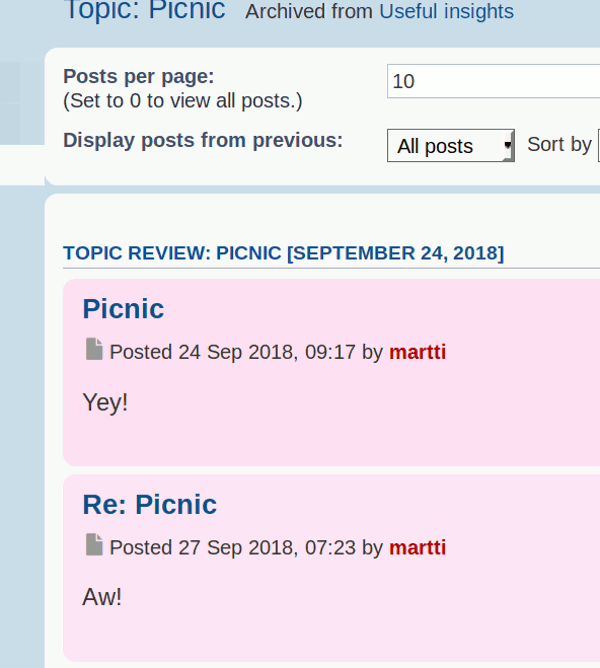 Topic: Picnic Archived from Useful insights
Posts per page: 10
(Set to 0 to view all posts.)
Display posts from previous: All posts Sort by
TOPIC REVIEW: PICNIC [SEPTEMBER 24, 2018]
Picnic
Posted 24 Sep 2018, 09:17 by martti
Yey!
Re: Picnic
Posted 27 Sep 2018, 07:23 by martti
Aw!